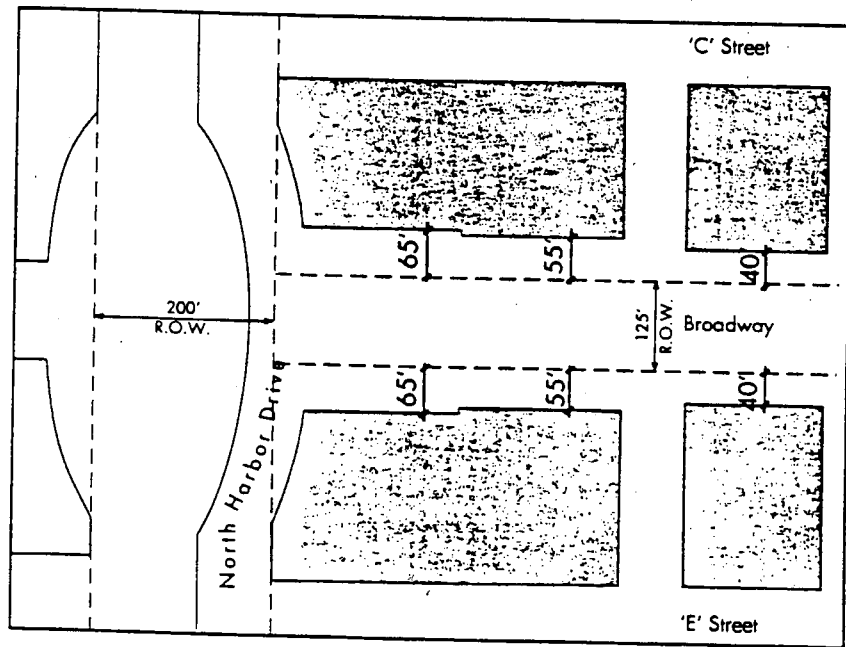 'C' Street
65'
55'
40'
200'
R.O.W.
125'
R.O.W.
Broadway
65'
55'
40'
North Harbor Drive
'E' Street